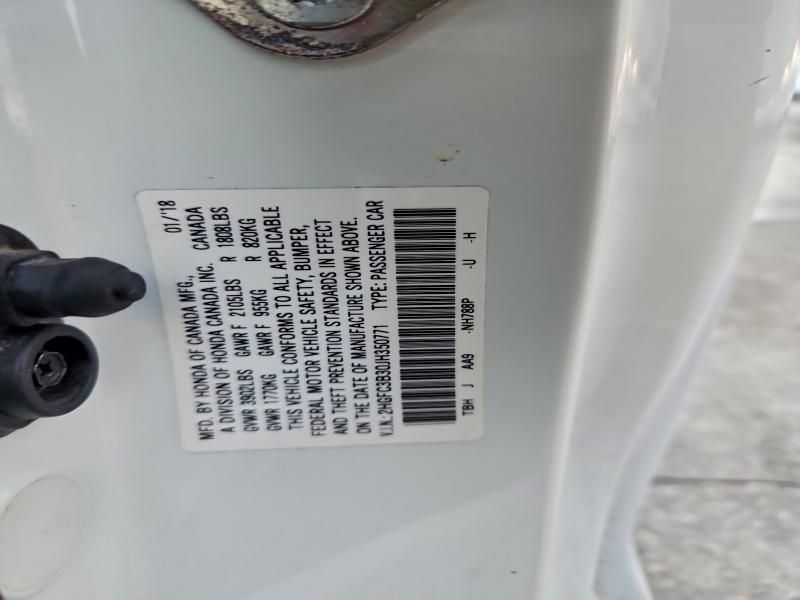 MFD. BY HONDA OF CANADA MFG., 01/'18
A DIVISION OF HONDA CANADA INC. CANADA
GVWR 3902LBS GAWR F 2105LBS R 1808LBS
GVWR 1770KG GAWR F 955KG R 820KG
THIS VEHICLE CONFORMS TO ALL APPLICABLE
FEDERAL MOTOR VEHICLE SAFETY, BUMPER,
AND THEFT PREVENTION STANDARDS IN EFFECT
ON THE DATE OF MANUFACTURE SHOWN ABOVE.
V.I.N.: 2HGFC3B30JH350771 TYPE: PASSENGER CAR
TBH J AA9 -NH788P -U -H